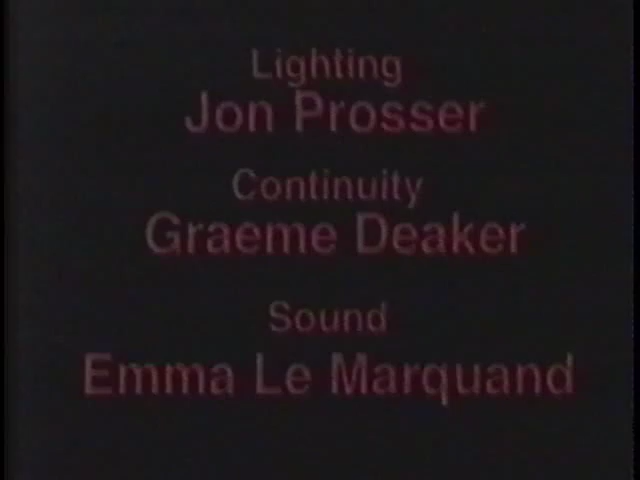 Lighting
Jon Prosser
Continuity
Graeme Deaker
Sound
Emma Le Marquand